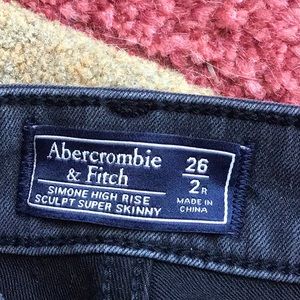 Abercrombie
& Fitch
SIMONE HIGH RISE
SCULPT SUPER SKINNY
26
2R
MADE IN
CHINA